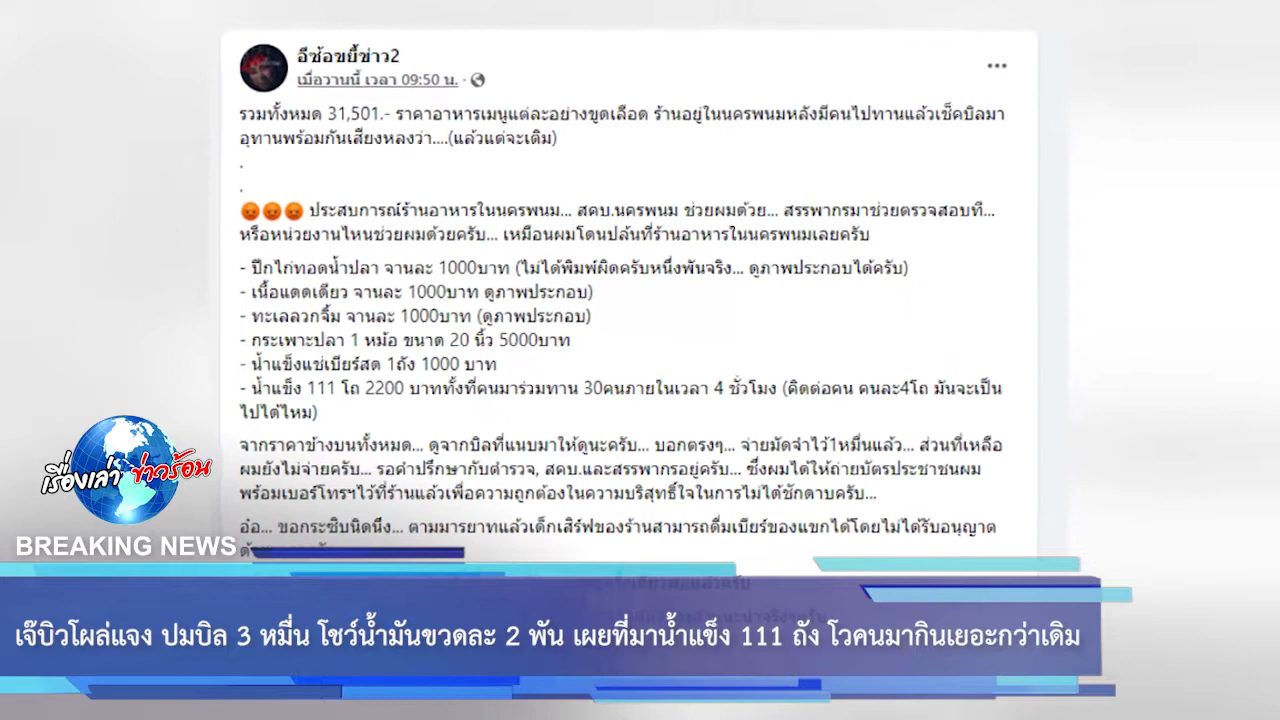 อีซ้อขยี้ข่าว2
เมื่อวานนี้ เวลา 09:50 น. ·
รวมทั้งหมด 31,501.- ราคาอาหารเมนูแต่ละอย่างขูดเลือด ร้านอยู่ในนครพนมหลังมีคนไปทานแล้วเช็คบิลมา
อุทานพร้อมกันเสียงหลงว่า....(แล้วแต่จะเติม)
.
.
😡😡😡 ประสบการณ์ร้านอาหารในนครพนม... สคบ.นครพนม ช่วยผมด้วย... สรรพากรมาช่วยตรวจสอบที...
หรือหน่วยงานไหนช่วยผมด้วยครับ... เหมือนผมโดนปล้นที่ร้านอาหารในนครพนมเลยครับ
- ปีกไก่ทอดน้ำปลา จานละ 1000บาท (ไม่ได้พิมพ์ผิดครับหนึ่งพันจริง... ดูภาพประกอบได้ครับ)
- เนื้อแดดเดียว จานละ 1000บาท ดูภาพประกอบ)
- ทะเลลวกจิ้ม จานละ 1000บาท (ดูภาพประกอบ)
- กระเพาะปลา 1 หม้อ ขนาด 20 นิ้ว 5000บาท
- น้ำแข็งแช่เบียร์สด 1ถัง 1000 บาท
- น้ำแข็ง 111 โถ 2200 บาททั้งที่คนมาร่วมทาน 30คนภายในเวลา 4 ชั่วโมง (คิดต่อคน คนละ4โถ มันจะเป็น
ไปได้ไหม)
จากราคาข้างบนทั้งหมด... ดูจากบิลที่แนบมาให้ดูนะครับ... บอกตรงๆ... จ่ายมัดจำไว้1หมื่นแล้ว... ส่วนที่เหลือ
ผมยังไม่จ่ายครับ... รอคำปรึกษากับตำรวจ, สคบ.และสรรพากรอยู่ครับ... ซึ่งผมได้ให้ถ่ายบัตรประชาชนผม
พร้อมเบอร์โทรฯไว้ที่ร้านแล้วเพื่อความถูกต้องในความบริสุทธิ์ใจในการไม่ได้ชักดาบครับ...
อ๋อ... ขอกระซิบนิดนึง... ตามมารยาทแล้วเด็กเสิร์ฟของร้านสามารถดื่มเบียร์ของแขกได้โดยไม่ได้รับอนุญาต
เรื่องเล่า ข่าวร้อน
BREAKING NEWS
เจ๊บิวโผล่แจง ปมบิล 3 หมื่น โชว์น้ำมันขวดละ 2 พัน เผยที่มาน้ำแข็ง 111 ถัง โวคนมากินเยอะกว่าเดิม